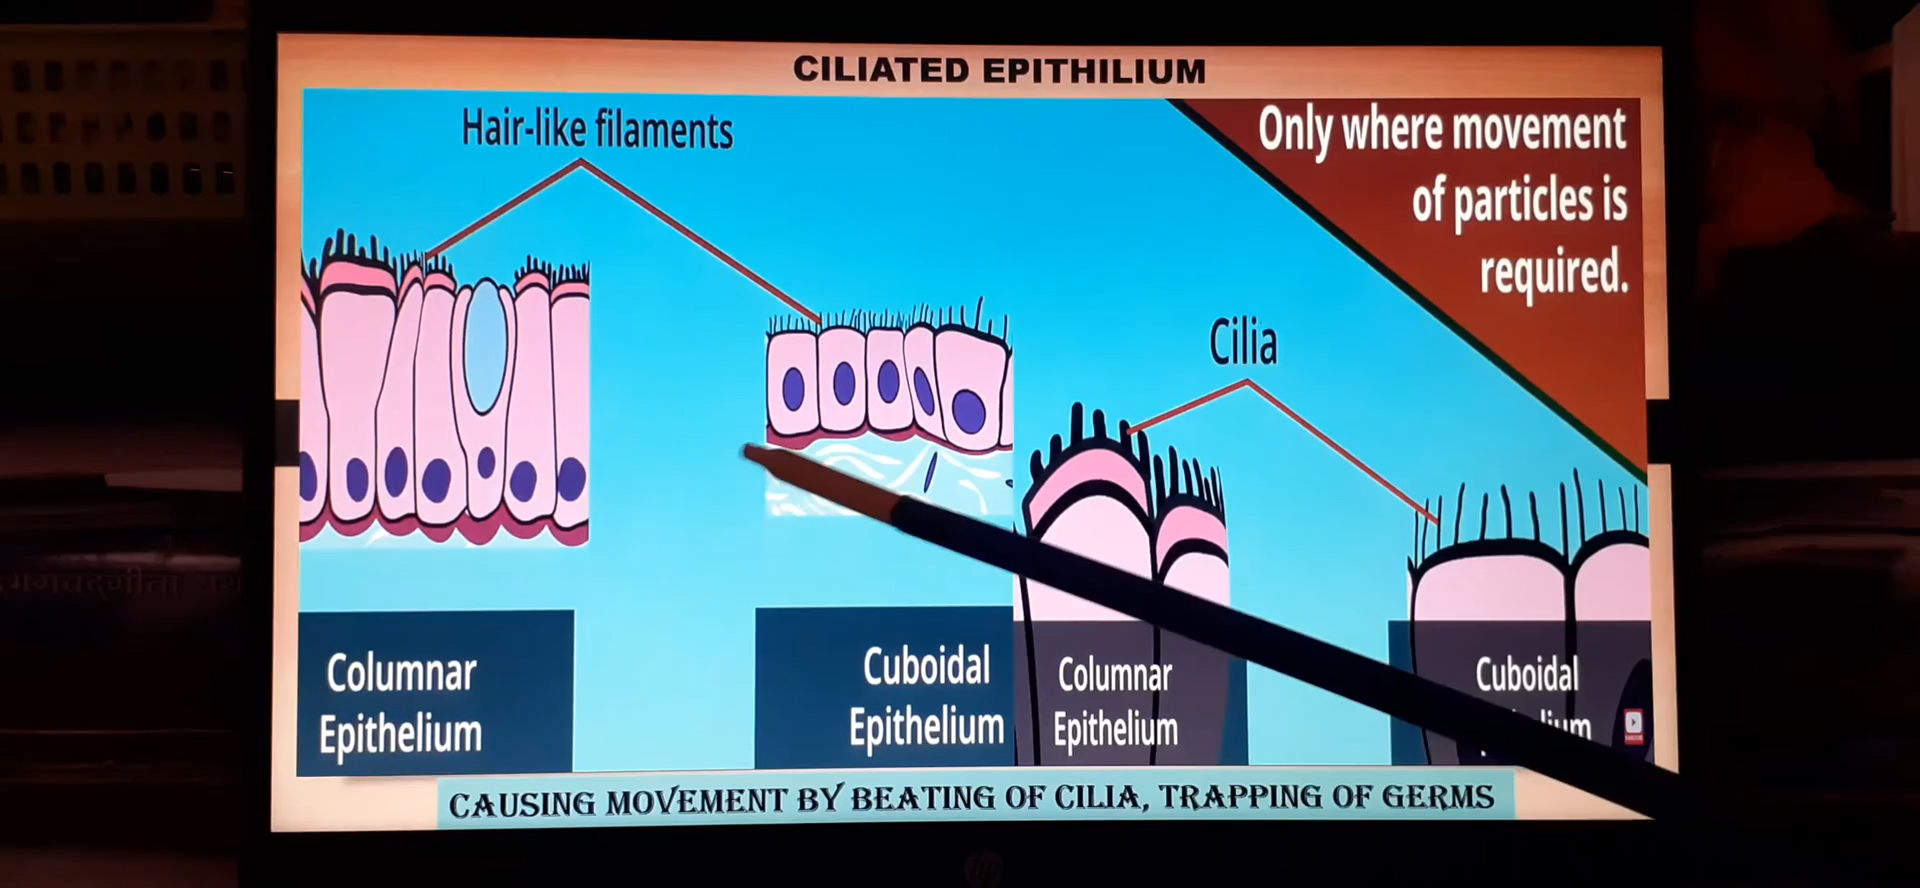 CILIATED EPITHILIUM
Hair-like filaments
Only where movement
of particles is
required.
Cilia
Columnar
Epithelium
Cuboidal
Epithelium
Columnar
Epithelium
Cuboidal
CAUSING MOVEMENT BY BEATING OF CILIA, TRAPPING OF GERMS
hp